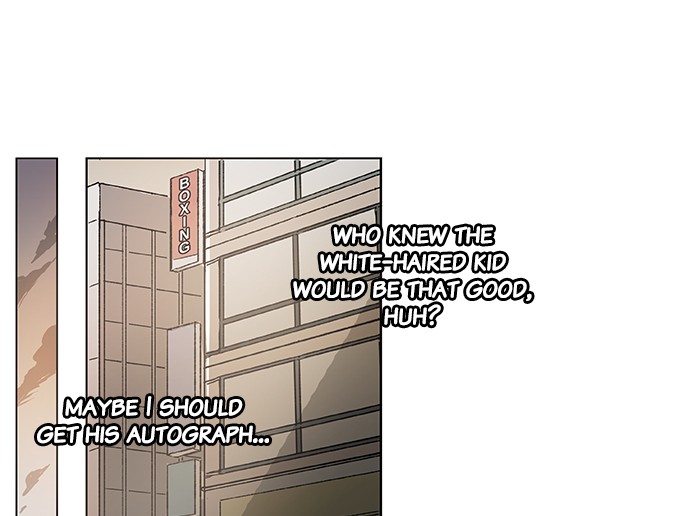 BOXING
WHO KNEW THE
WHITE-HAIRED KID
WOULD BE THAT GOOD,
HUH?
MAYBE I SHOULD
GET HIS AUTOGRAPH...